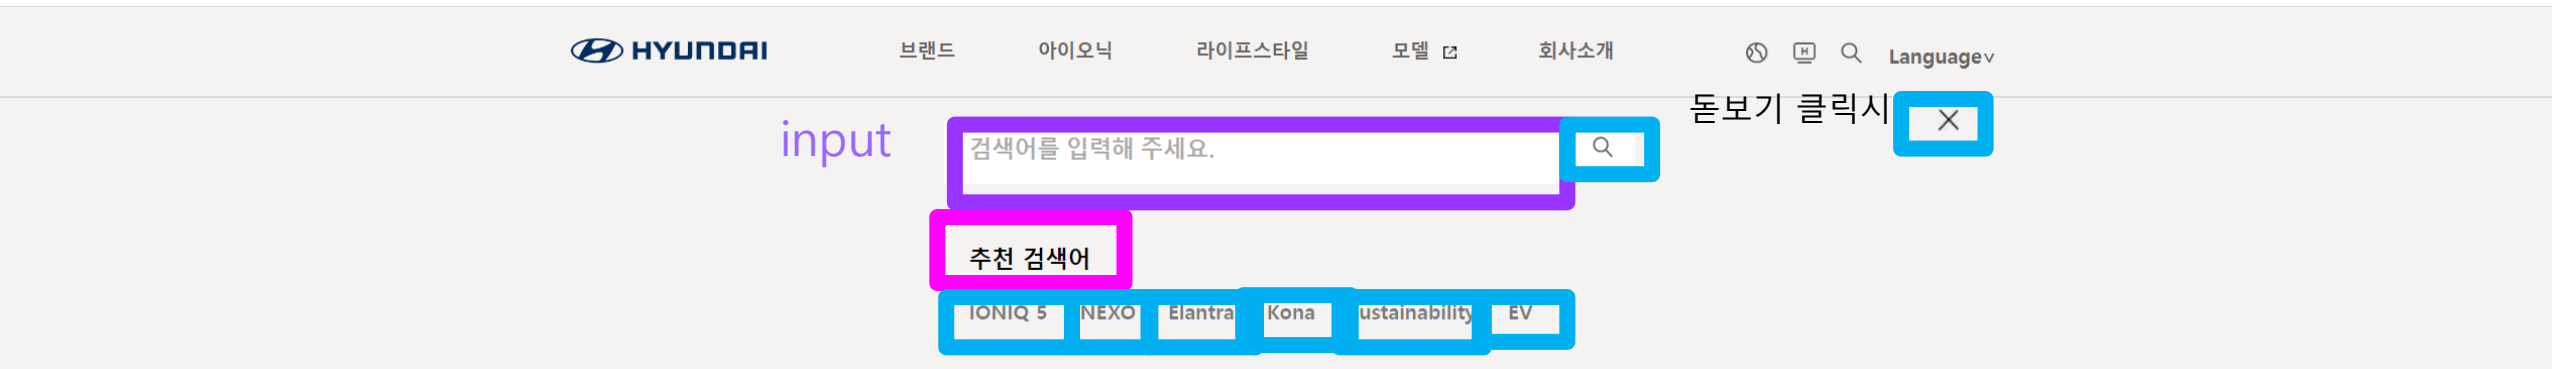 HYUNDAI 브랜드 아이오닉 라이프스타일 모델 회사소개 Language
돋보기 클릭시
input 검색어를 입력해 주세요.
추천 검색어
IONIQ 5 NEXO Elantra Kona ustainability EV